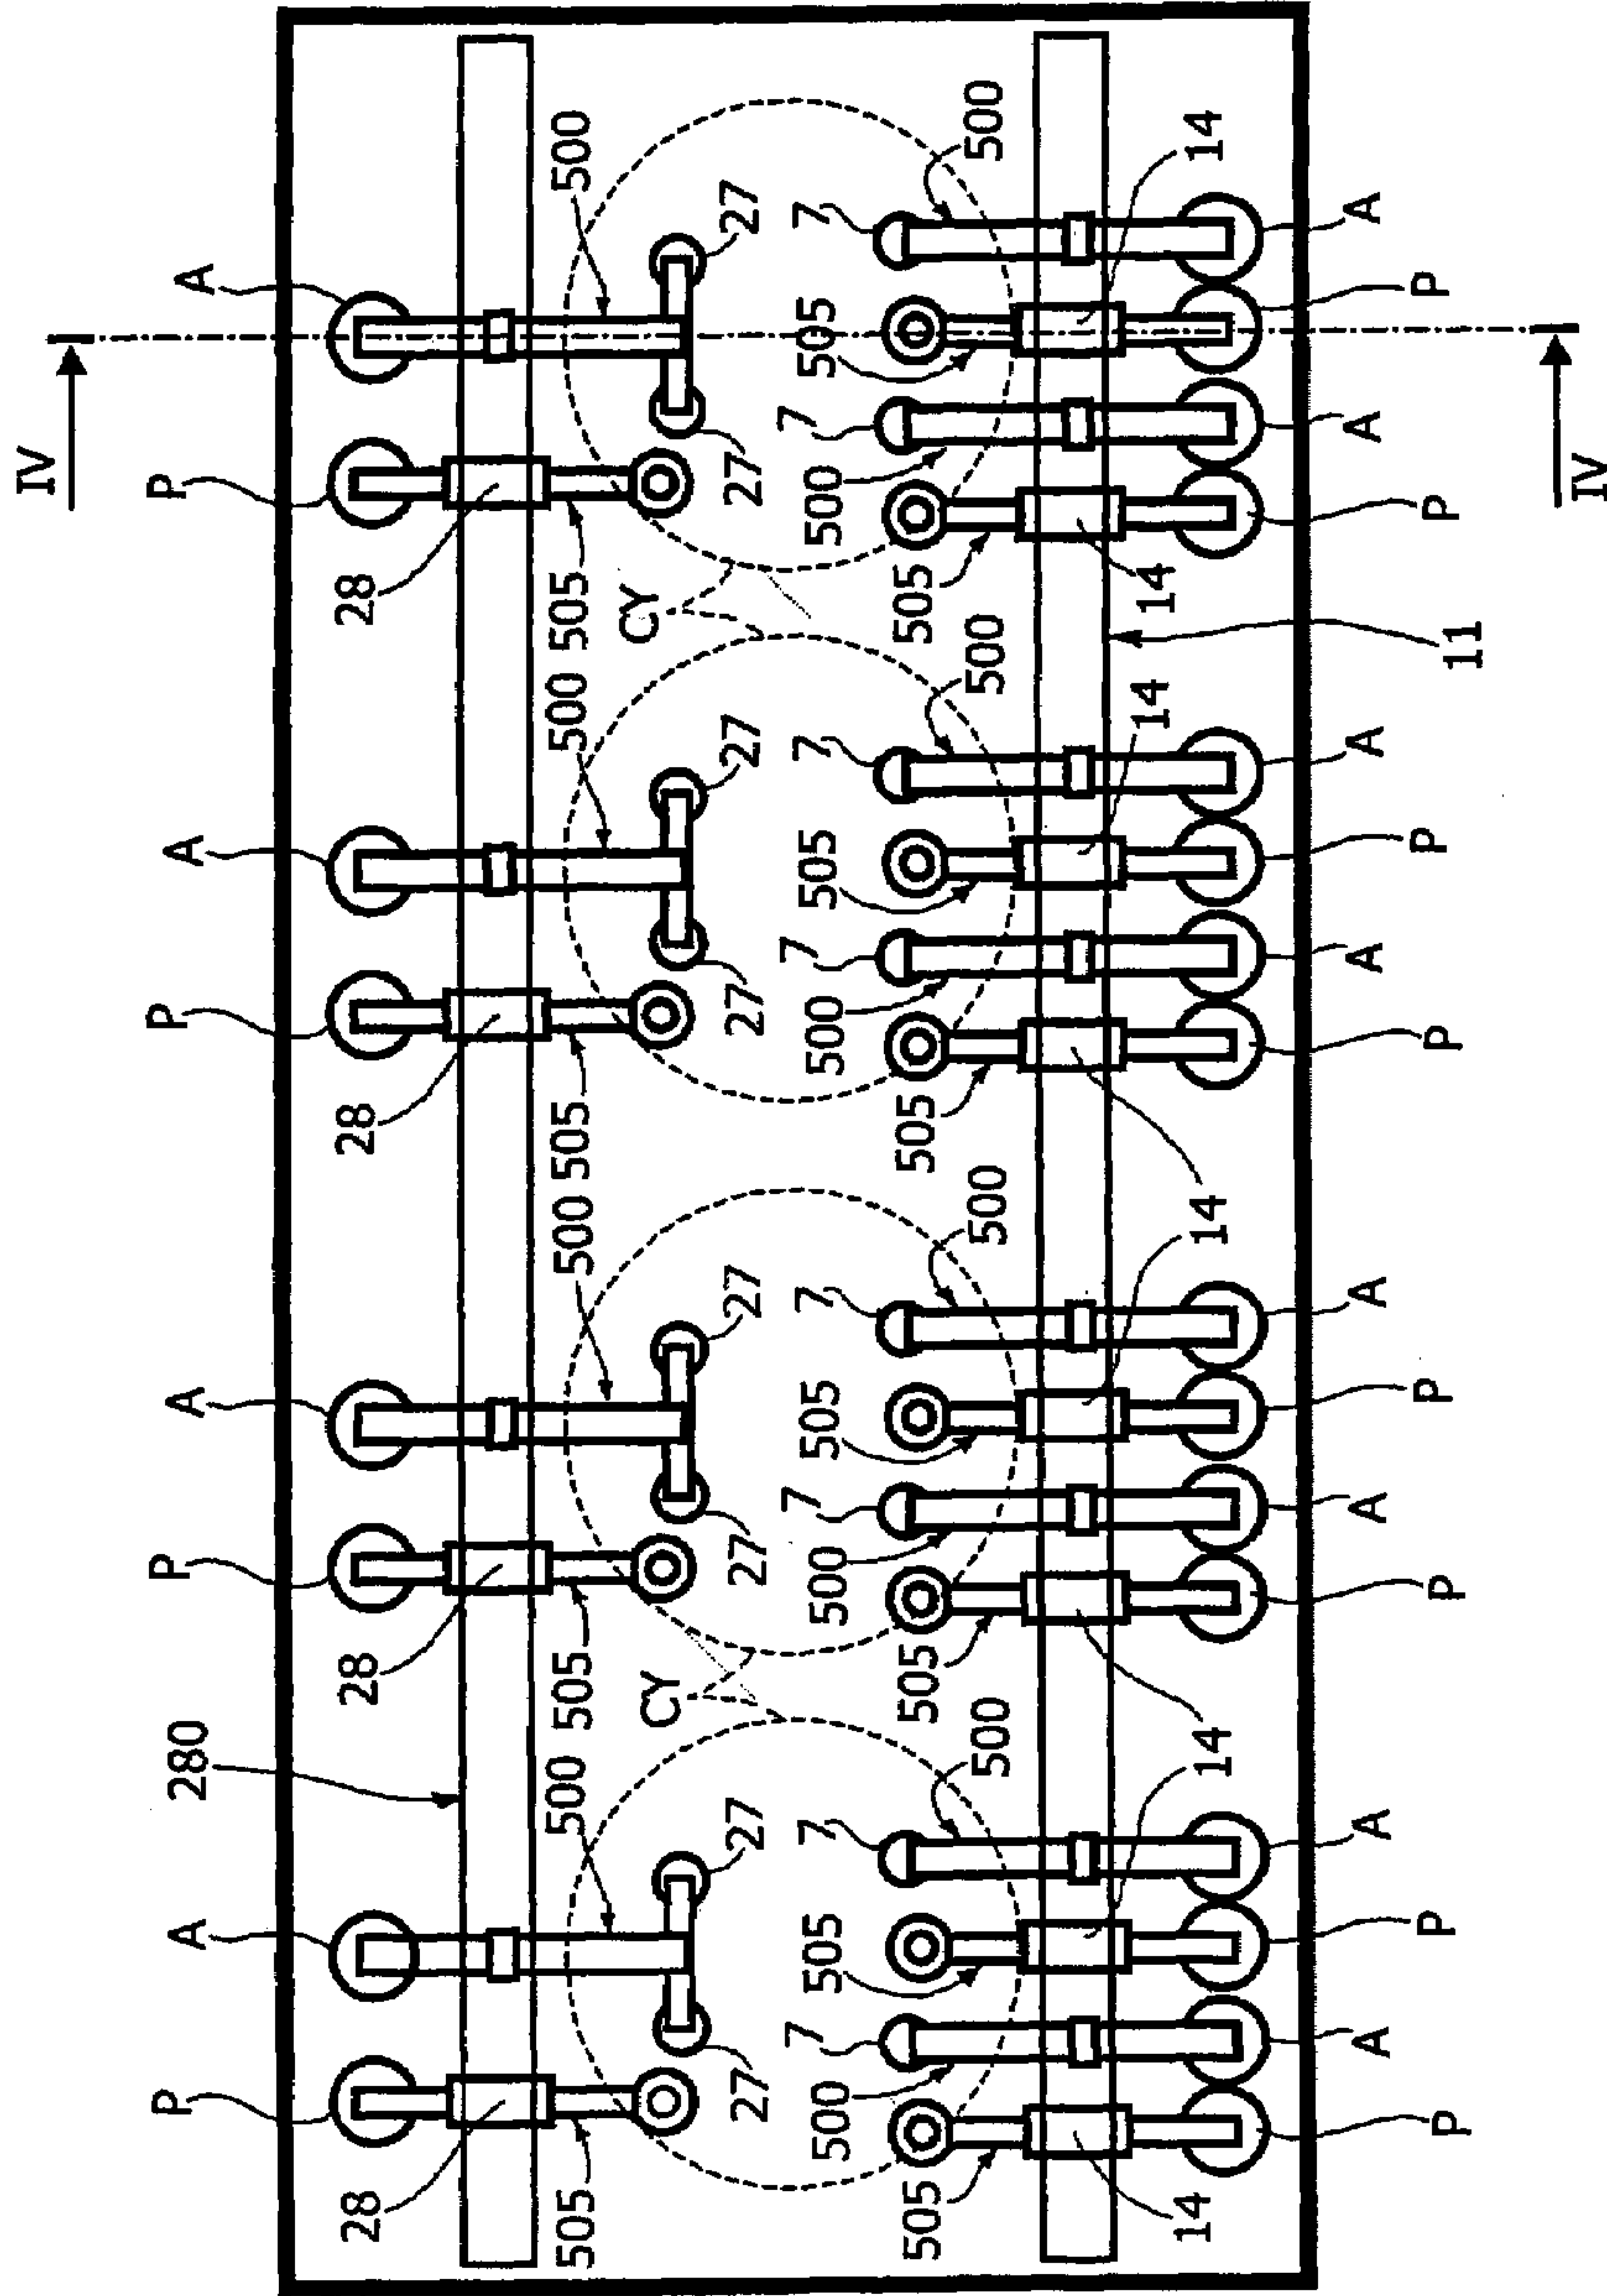 IV
P A 280 P A P A P A
28 28 28 28
505 500 505 500 505 500 505 500
CY CY
27 27 27 27 27 27 27 27
7 7 7 7 7 7 7 7
500 505 500 505 500 505 500 505
505 505 505 505
500 500 500 500
14 14 14 14 14 14
A A A A A A A A
P P P P P P P P
11
IV